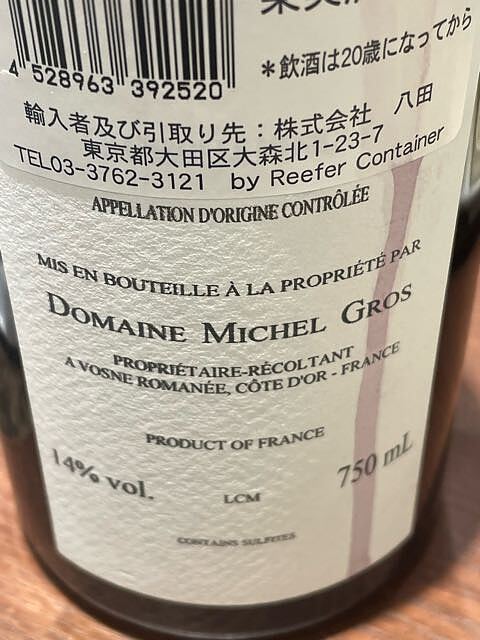 4 528963 392520
*飲酒は20歳になってから
輸入者及び引取り先：株式会社 八田
東京都大田区大森北1-23-7
TEL03-3762-3121 by Reefer Container
APPELLATION D'ORIGINE CONTRÔLÉE
MIS EN BOUTEILLE À LA PROPRIÉTÉ PAR
DOMAINE MICHEL GROS
PROPRIÉTAIRE-RÉCOLTANT
A VOSNE ROMANÉE, CÔTE D'OR - FRANCE
PRODUCT OF FRANCE
14% vol.
LCM
750 mL
CONTAINS SULFITES